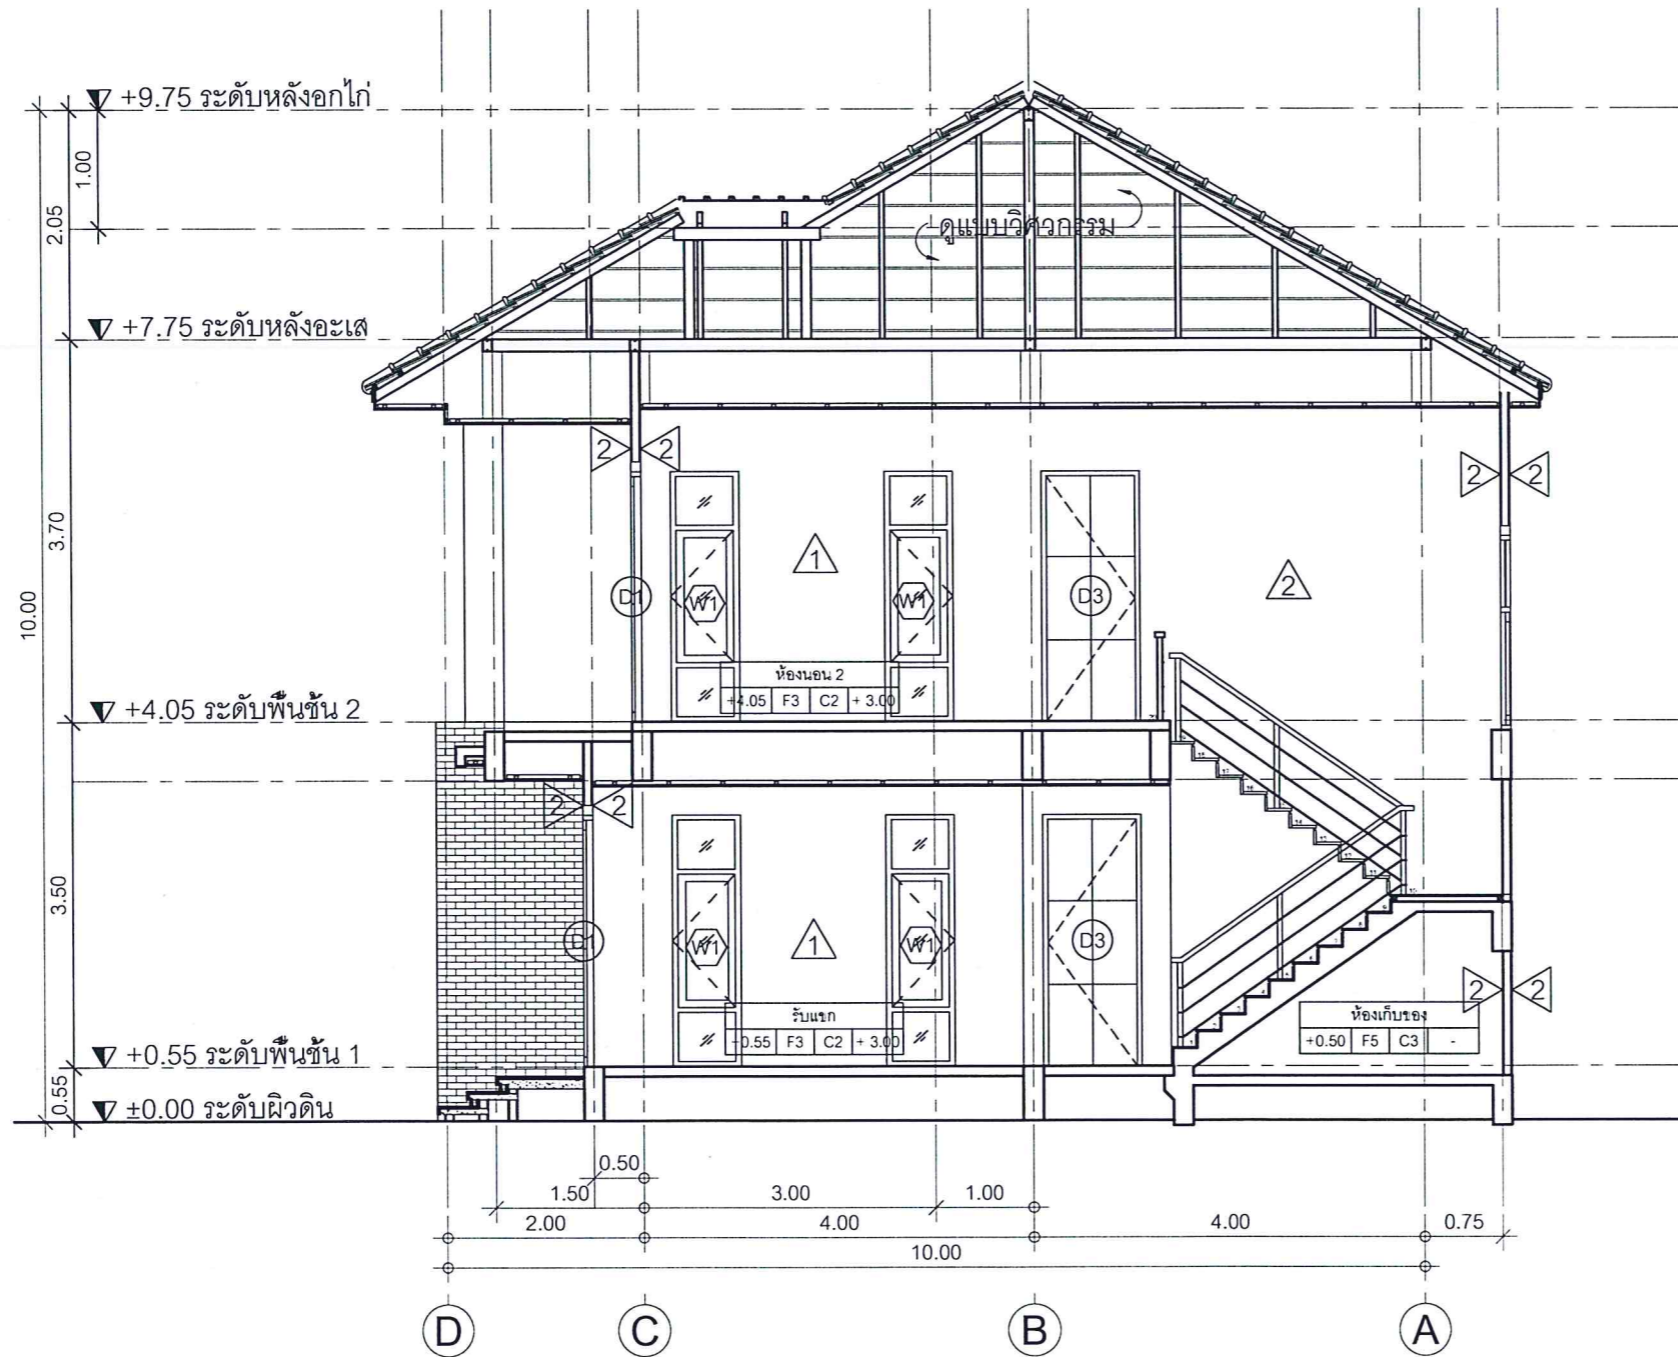 +9.75 ระดับหลังอกไก่
1.00
2.05
ดูแบบวิศวกรรม
+7.75 ระดับหลังอะเส
2 2
2 2
3.70
10.00
1
2
D1 W1 W1 D3
ห้องนอน 2
+4.05 F3 C2 + 3.00
+4.05 ระดับพื้นชั้น 2
2 2
3.50
D1 W1 1 W1 D3
2 2
รับแขก
+0.55 F3 C2 + 3.00
ห้องเก็บของ
+0.50 F5 C3 -
+0.55 ระดับพื้นชั้น 1
0.55
±0.00 ระดับผิวดิน
0.50
1.50 3.00 1.00
2.00 4.00 4.00 0.75
10.00
D C B A